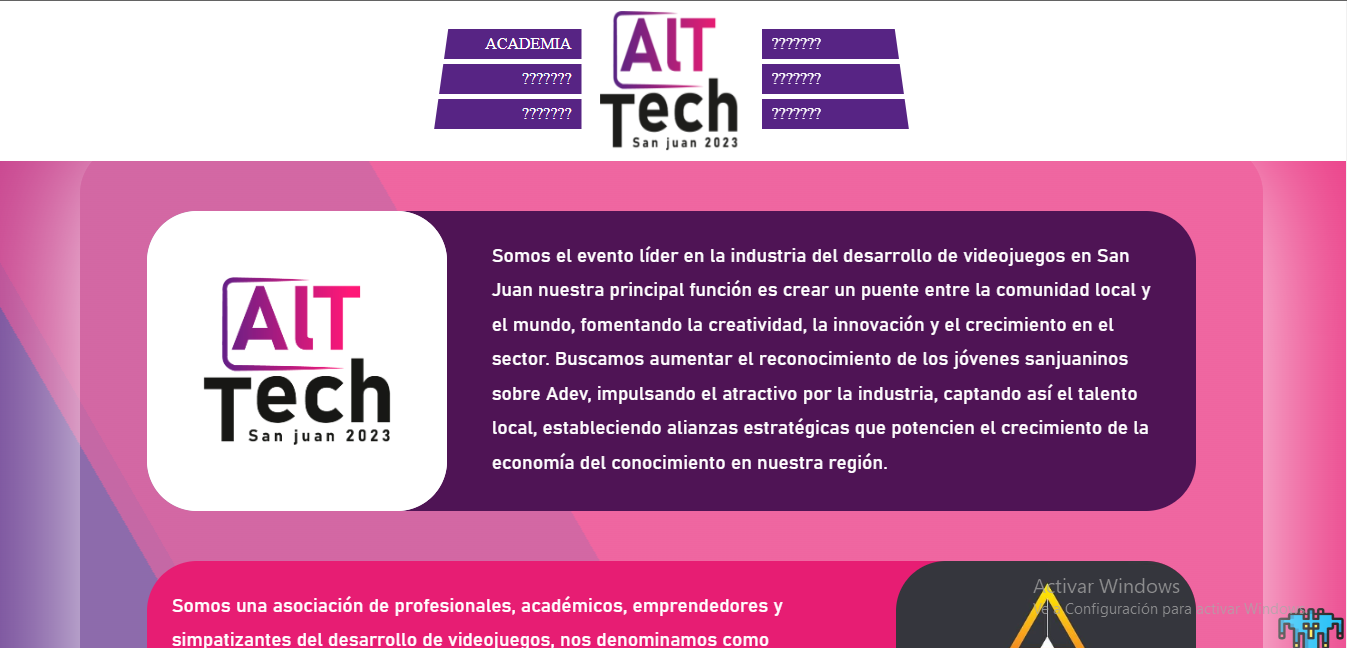 ACADEMIA
???????
???????
AlT
Tech
San juan 2023
???????
???????
???????
AlT
Tech
San juan 2023
Somos el evento líder en la industria del desarrollo de videojuegos en San
Juan nuestra principal función es crear un puente entre la comunidad local y
el mundo, fomentando la creatividad, la innovación y el crecimiento en el
sector. Buscamos aumentar el reconocimiento de los jóvenes sanjuaninos
sobre Adev, impulsando el atractivo por la industria, captando así el talento
local, estableciendo alianzas estratégicas que potencien el crecimiento de la
economía del conocimiento en nuestra región.
Somos una asociación de profesionales, académicos, emprendedores y
simpatizantes del desarrollo de videojuegos, nos denominamos como
Activar Windows
Ve a Configuración para activar Windows.